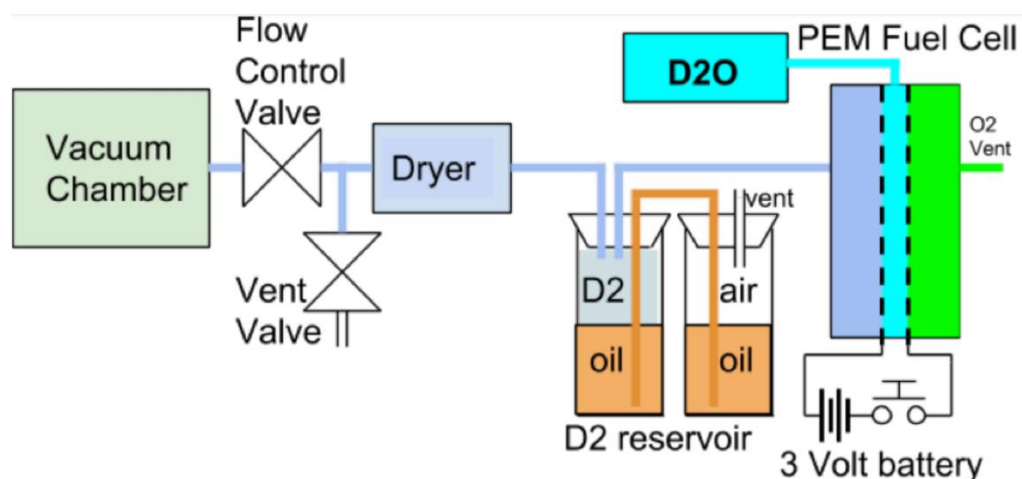 Flow
Control
Valve
PEM Fuel Cell
D2O
O2
Vent
Vacuum
Chamber
Dryer
vent
D2
air
Vent
Valve
oil
oil
D2 reservoir
3 Volt battery